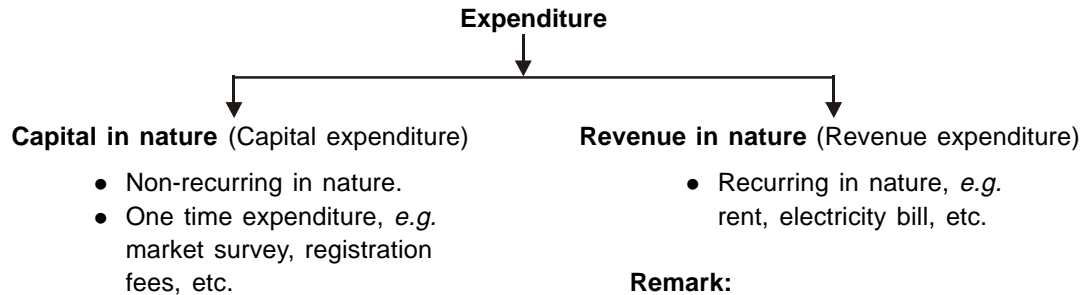 Expenditure
Capital in nature (Capital expenditure)
• Non-recurring in nature.
• One time expenditure, e.g.
market survey, registration
fees, etc.
Revenue in nature (Revenue expenditure)
• Recurring in nature, e.g.
rent, electricity bill, etc.
Remark: